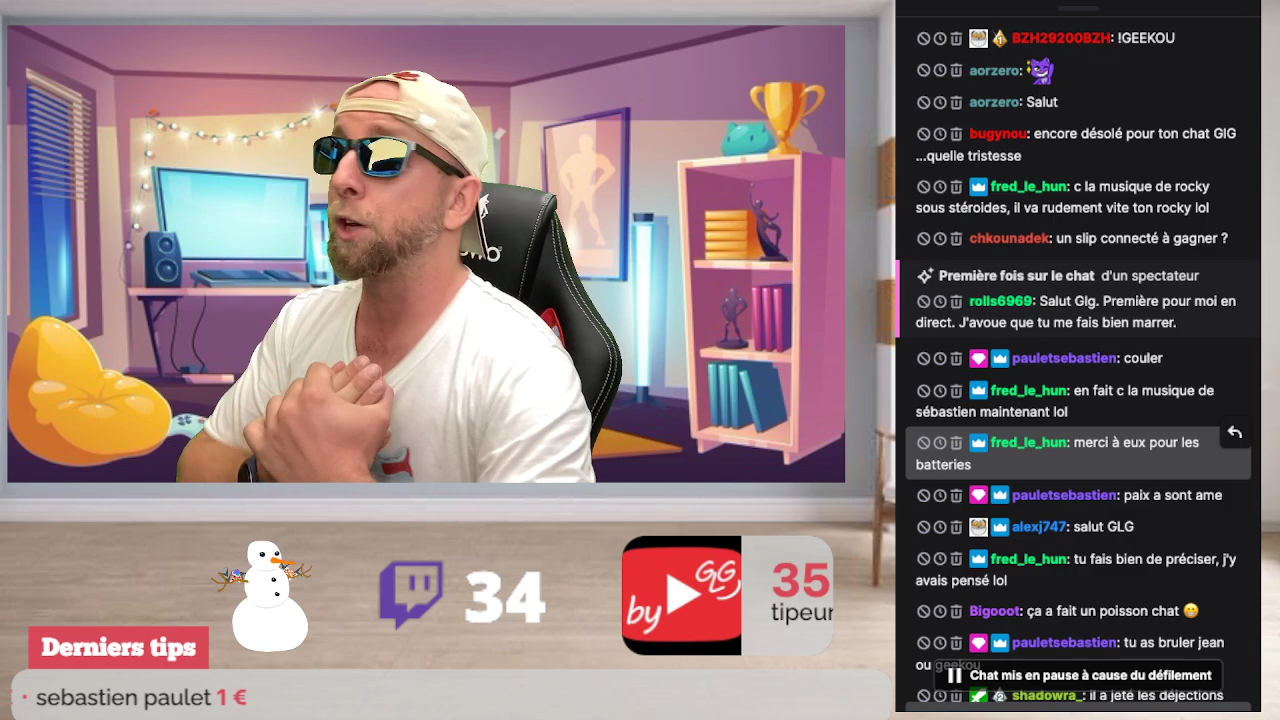 BZH29200BZH: !GEEKOU
aorzero:
aorzero: Salut
bugynou: encore désolé pour ton chat GIG
...quelle tristesse
fred_le_hun: c la musique de rocky
sous stéroides, il va rudement vite ton rocky lol
chkounadek: un slip connecté à gagner ?
Première fois sur le chat d'un spectateur
rolls6969: Salut Glg. Première pour moi en
direct. J'avoue que tu me fais bien marrer.
pauletsebastien: couler
fred_le_hun: en fait c la musique de
sébastien maintenant lol
fred_le_hun: merci à eux pour les
batteries
pauletsebastien: paix a sont ame
alexj747: salut GLG
fred_le_hun: tu fais bien de préciser, j'y
avais pensé lol
Bigooot: ça a fait un poisson chat
pauletsebastien: tu as bruler jean
ou geekou
Chat mis en pause à cause du défilement
shadowra_: il a jeté les déjections
34
by GLG
35
tipeur
Derniers tips
• sebastien paulet 1 €